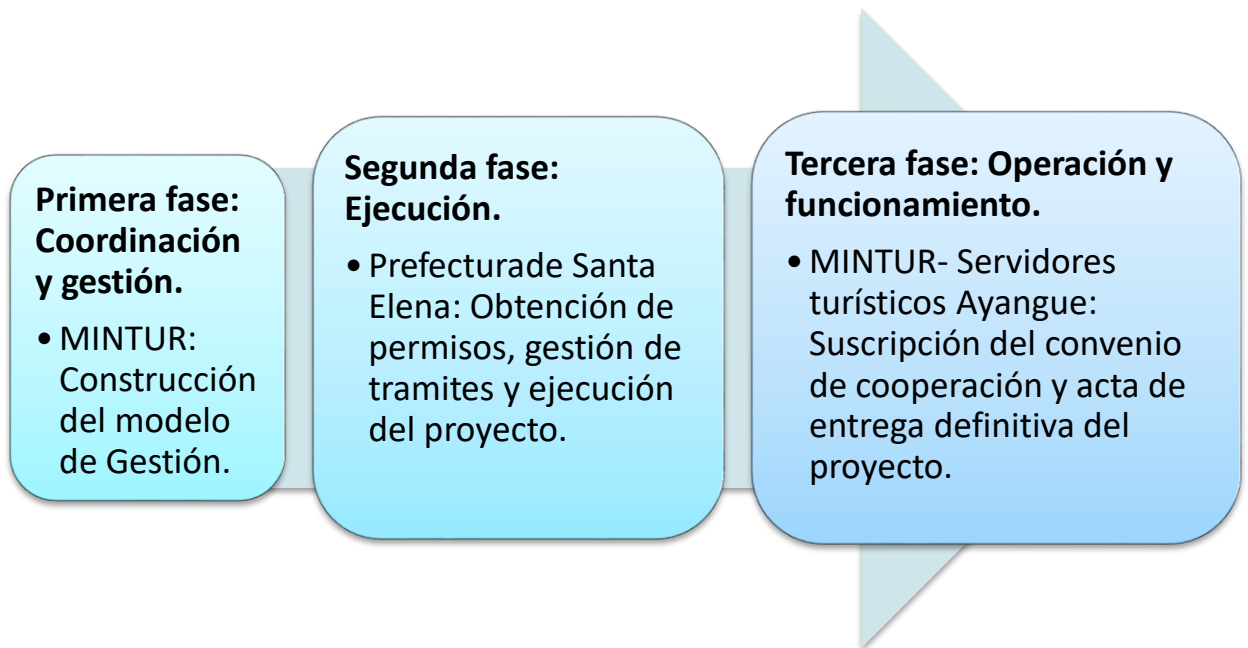 Primera fase:
Coordinación
y gestión.
• MINTUR:
Construcción
del modelo
de Gestión.
Segunda fase:
Ejecución.
• Prefecturade Santa
Elena: Obtención de
permisos, gestión de
tramites y ejecución
del proyecto.
Tercera fase: Operación y
funcionamiento.
• MINTUR- Servidores
turísticos Ayangue:
Suscripción del convenio
de cooperación y acta de
entrega definitiva del
proyecto.